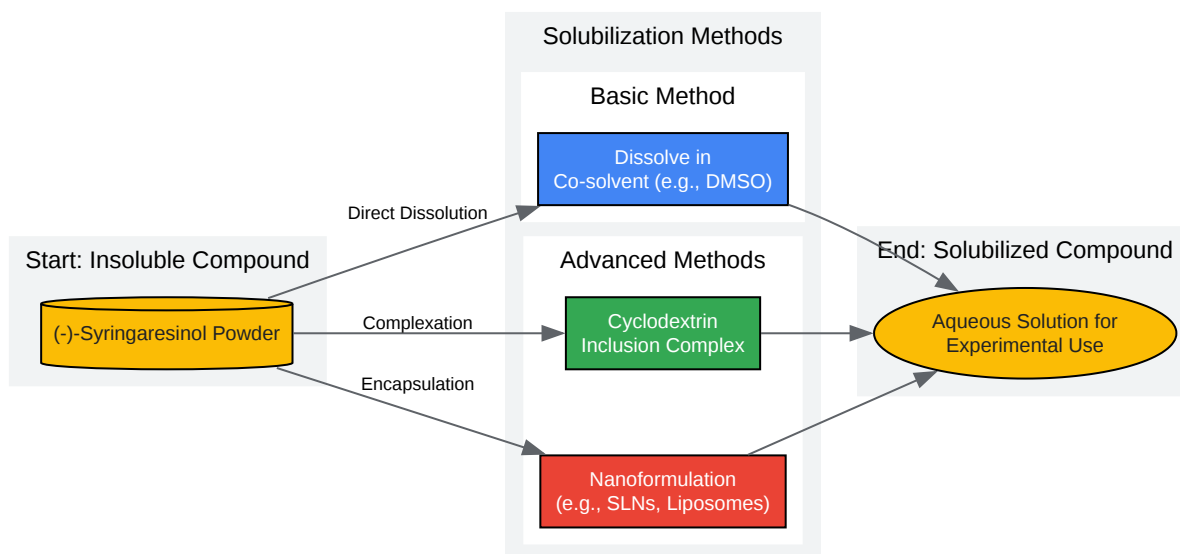 Solubilization Methods
Basic Method
Dissolve in
Co-solvent (e.g., DMSO)
Direct Dissolution
Start: Insoluble Compound
(-)-Syringaresinol Powder
Complexation
Encapsulation
Advanced Methods
Cyclodextrin
Inclusion Complex
Nanoformulation
(e.g., SLNs, Liposomes)
End: Solubilized Compound
Aqueous Solution for
Experimental Use